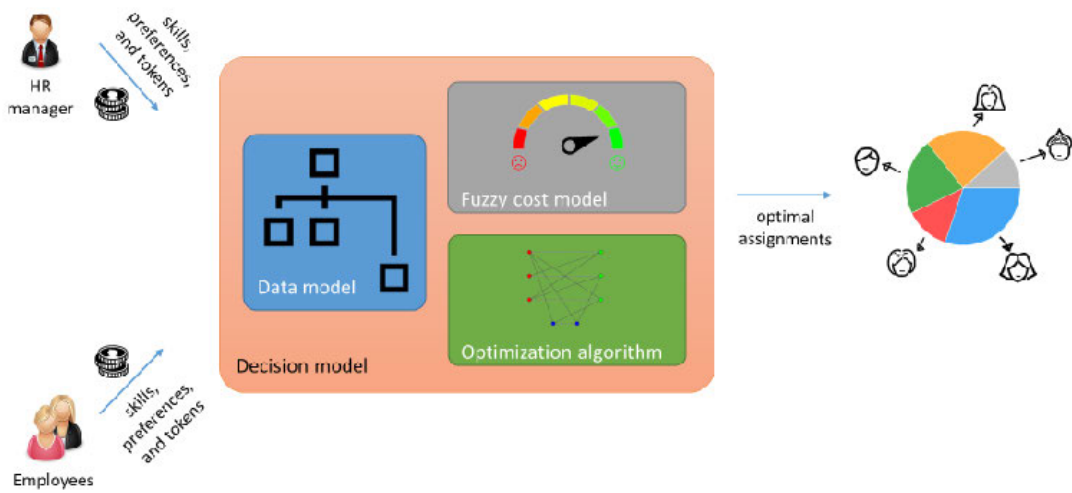 HR
manager
skills,
preferences,
and tokens
Fuzzy cost model
Data model
Optimization algorithm
Decision model
optimal
assignments
skills,
preferences,
and tokens
Employees